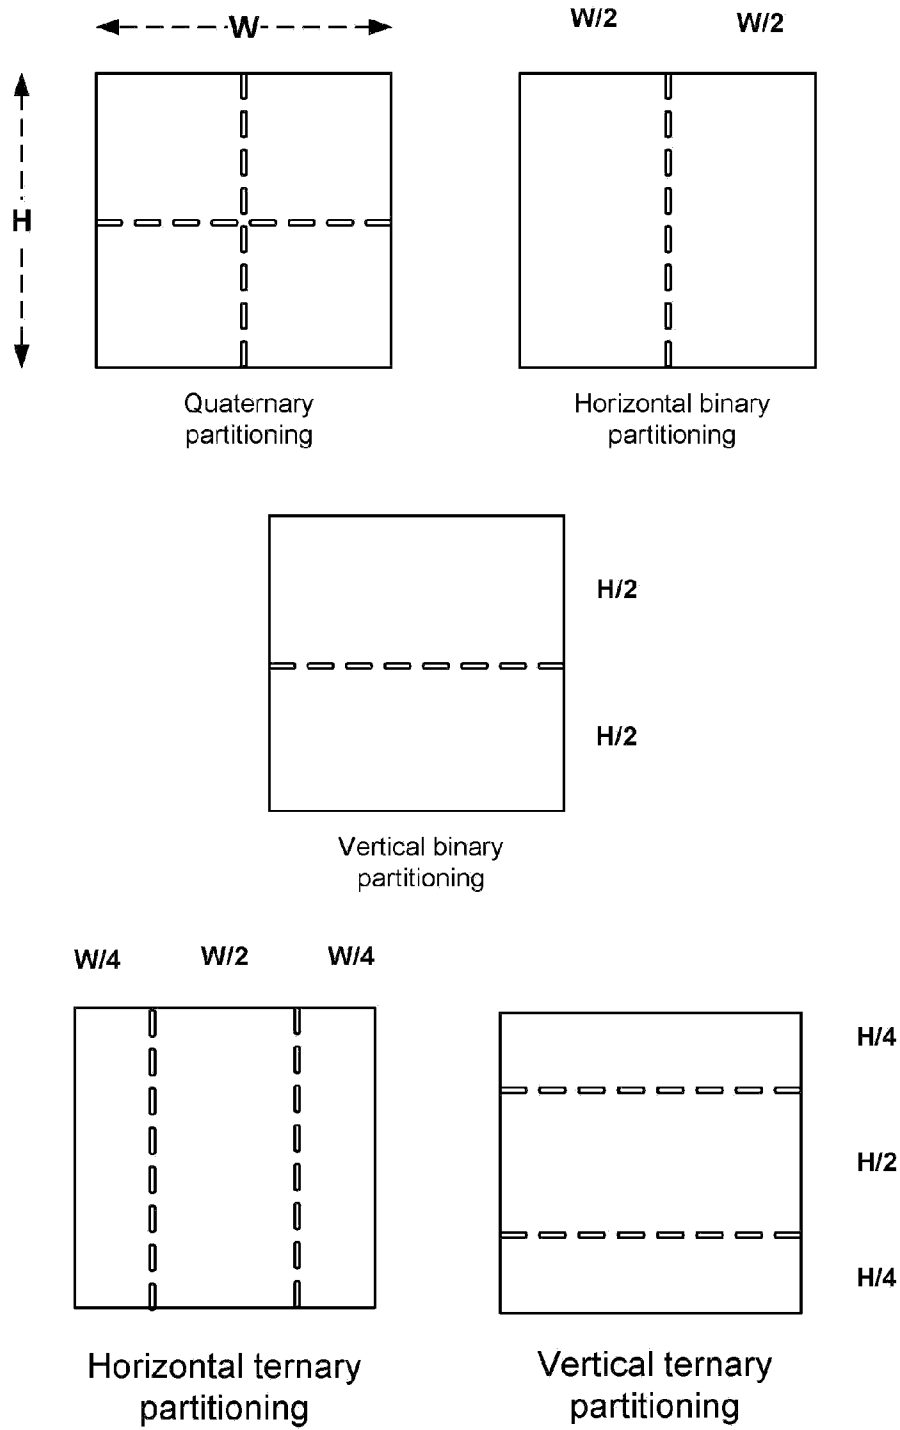 W
W/2 W/2
H
Quaternary
partitioning
Horizontal binary
partitioning
H/2
H/2
Vertical binary
partitioning
W/4 W/2 W/4
H/4
H/2
H/4
Horizontal ternary
partitioning
Vertical ternary
partitioning